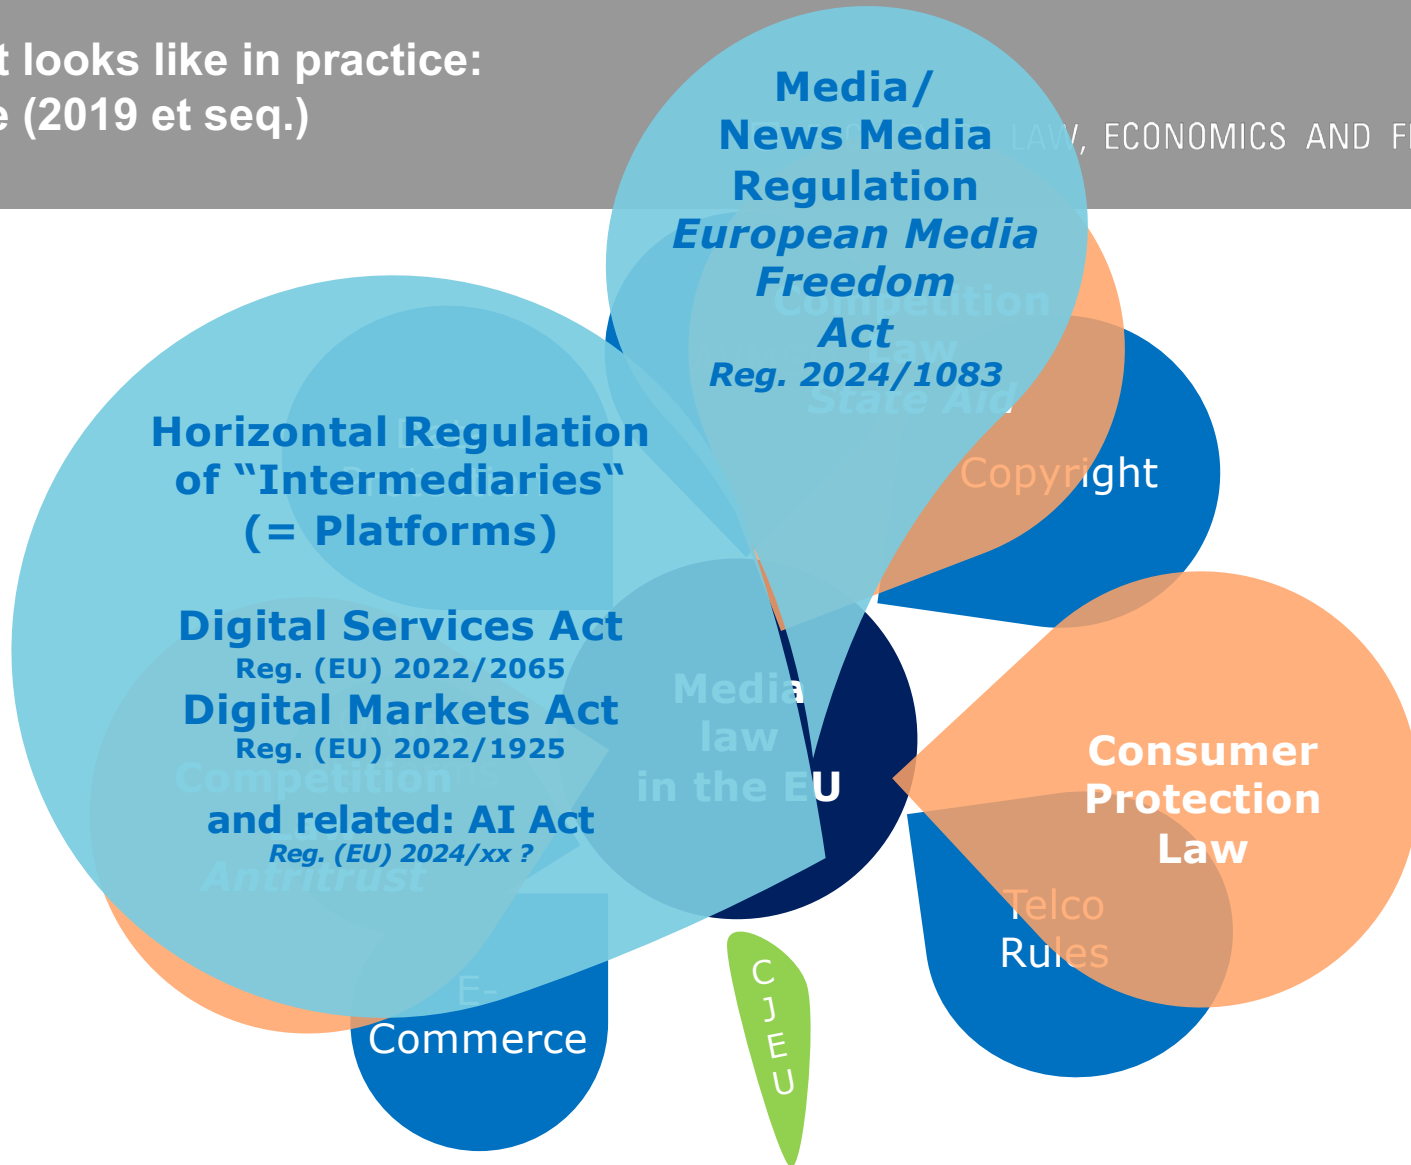 t looks like in practice:
e (2019 et seq.)
LAW, ECONOMICS AND F
Media/
News Media
Regulation
European Media
Freedom
Act
Reg. 2024/1083
Competition
Law
State Aid
Copyright
Horizontal Regulation
of “Intermediaries“
(= Platforms)
Digital Services Act
Reg. (EU) 2022/2065
Digital Markets Act
Reg. (EU) 2022/1925
Competition
and related: AI Act
Reg. (EU) 2024/xx ?
Antritrust
Media
law
in the EU
Consumer
Protection
Law
Telco
Rules
E-
Commerce
C
J
E
U